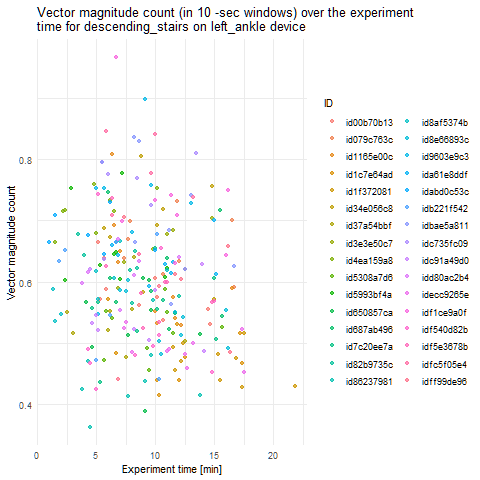 Vector magnitude count (in 10 -sec windows) over the experiment
time for descending_stairs on left_ankle device
Vector magnitude count
0.8
0.6
0.4
0
5
10
15
20
Experiment time [min]
ID
id00b70b13
id079c763c
id1165e00c
id1c7e64ad
id1f372081
id34e056c8
id37a54bbf
id3e3e50c7
id4ea159a8
id5308a7d6
id5993bf4a
id650857ca
id687ab496
id7c20ee7a
id82b9735c
id86237981
id8af5374b
id8e66893c
id9603e9c3
ida61e8ddf
idabd0c53c
idb221f542
idbae5a811
idc735fc09
idc91a49d0
idd80ac2b4
idecc9265e
idf1ce9a0f
idf540d82b
idf5e3678b
idfc5f05e4
idff99de96